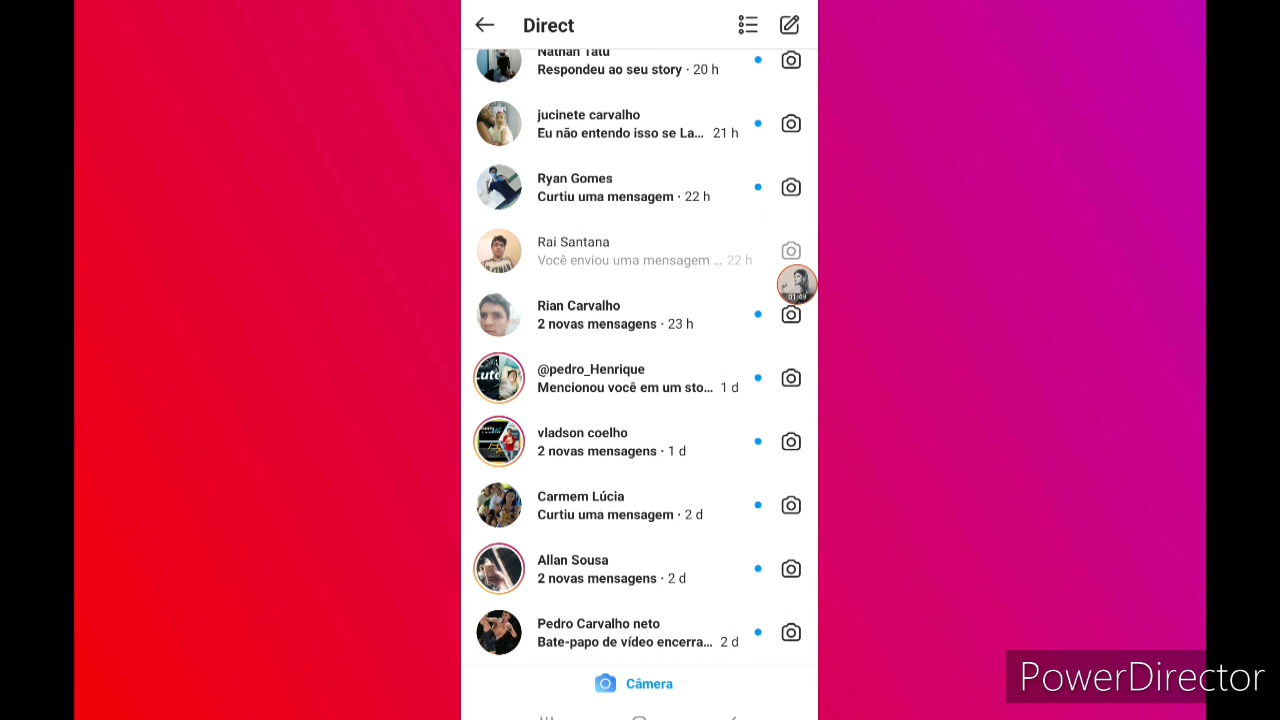 Direct
Nathan Tatu
Respondeu ao seu story · 20 h
jucinete carvalho
Eu não entendo isso se La... 21 h
Ryan Gomes
Curtiu uma mensagem · 22 h
Rai Santana
Você enviou uma mensagem ... 22 h
01:49
Rian Carvalho
2 novas mensagens · 23 h
@pedro_Henrique
Mencionou você em um sto... 1 d
vladson coelho
2 novas mensagens · 1 d
Carmem Lúcia
Curtiu uma mensagem · 2 d
Allan Sousa
2 novas mensagens · 2 d
Pedro Carvalho neto
Bate-papo de vídeo encerra... 2 d
Câmera
PowerDirector